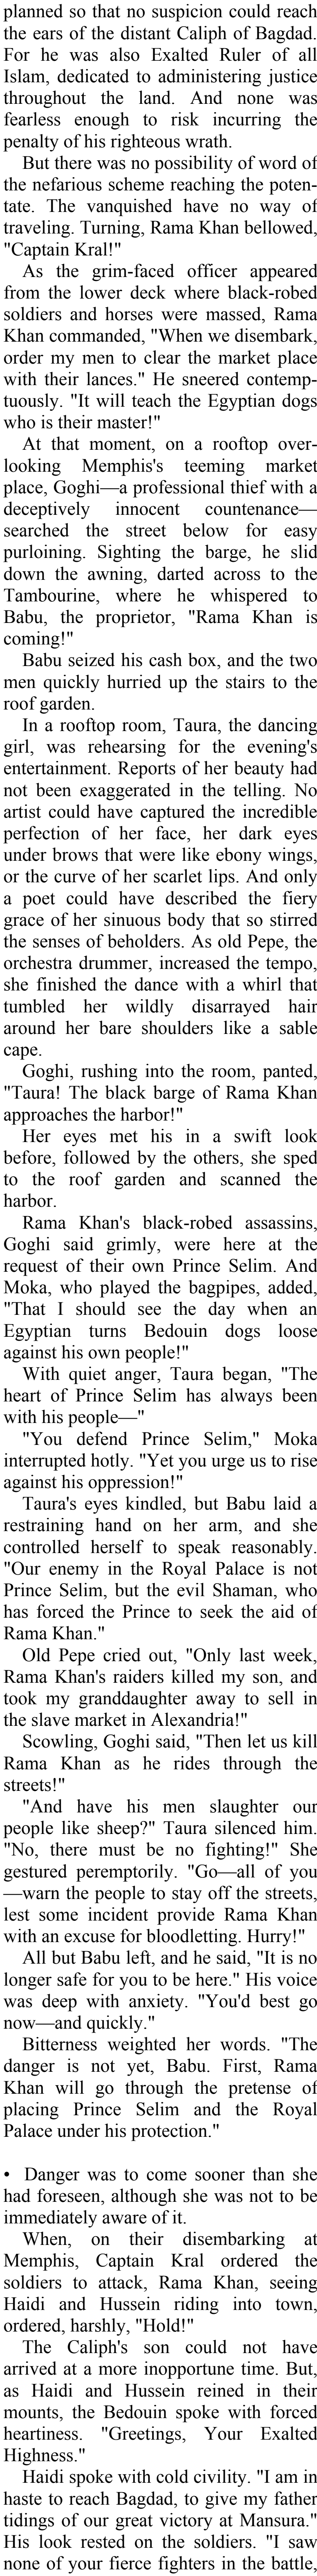 planned so that no suspicion could reach
the ears of the distant Caliph of Bagdad.
For he was also Exalted Ruler of all
Islam, dedicated to administering justice
throughout the land. And none was
fearless enough to risk incurring the
penalty of his righteous wrath.
But there was no possibility of word of
the nefarious scheme reaching the poten-
tate. The vanquished have no way of
traveling. Turning, Rama Khan bellowed,
"Captain Kral!"
As the grim-faced officer appeared
from the lower deck where black-robed
soldiers and horses were massed, Rama
Khan commanded, "When we disembark,
order my men to clear the market place
with their lances." He sneered contemp-
tuously. "It will teach the Egyptian dogs
who is their master!"
At that moment, on a rooftop over-
looking Memphis's teeming market
place, Goghi—a professional thief with a
deceptively innocent countenance—
searched the street below for easy
purloining. Sighting the barge, he slid
down the awning, darted across to the
Tambourine, where he whispered to
Babu, the proprietor, "Rama Khan is
coming!"
Babu seized his cash box, and the two
men quickly hurried up the stairs to the
roof garden.
In a rooftop room, Taura, the dancing
girl, was rehearsing for the evening's
entertainment. Reports of her beauty had
not been exaggerated in the telling. No
artist could have captured the incredible
perfection of her face, her dark eyes
under brows that were like ebony wings,
or the curve of her scarlet lips. And only
a poet could have described the fiery
grace of her sinuous body that so stirred
the senses of beholders. As old Pepe, the
orchestra drummer, increased the tempo,
she finished the dance with a whirl that
tumbled her wildly disarrayed hair
around her bare shoulders like a sable
cape.
Goghi, rushing into the room, panted,
"Taura! The black barge of Rama Khan
approaches the harbor!"
Her eyes met his in a swift look
before, followed by the others, she sped
to the roof garden and scanned the
harbor.
Rama Khan's black-robed assassins,
Goghi said grimly, were here at the
request of their own Prince Selim. And
Moka, who played the bagpipes, added,
"That I should see the day when an
Egyptian turns Bedouin dogs loose
against his own people!"
With quiet anger, Taura began, "The
heart of Prince Selim has always been
with his people—"
"You defend Prince Selim," Moka
interrupted hotly. "Yet you urge us to rise
against his oppression!"
Taura's eyes kindled, but Babu laid a
restraining hand on her arm, and she
controlled herself to speak reasonably.
"Our enemy in the Royal Palace is not
Prince Selim, but the evil Shaman, who
has forced the Prince to seek the aid of
Rama Khan."
Old Pepe cried out, "Only last week,
Rama Khan's raiders killed my son, and
took my granddaughter away to sell in
the slave market in Alexandria!"
Scowling, Goghi said, "Then let us kill
Rama Khan as he rides through the
streets!"
"And have his men slaughter our
people like sheep?" Taura silenced him.
"No, there must be no fighting!" She
gestured peremptorily. "Go—all of you
—warn the people to stay off the streets,
lest some incident provide Rama Khan
with an excuse for bloodletting. Hurry!"
All but Babu left, and he said, "It is no
longer safe for you to be here." His voice
was deep with anxiety. "You'd best go
now—and quickly."
Bitterness weighted her words. "The
danger is not yet, Babu. First, Rama
Khan will go through the pretense of
placing Prince Selim and the Royal
Palace under his protection."
• Danger was to come sooner than she
had foreseen, although she was not to be
immediately aware of it.
When, on their disembarking at
Memphis, Captain Kral ordered the
soldiers to attack, Rama Khan, seeing
Haidi and Hussein riding into town,
ordered, harshly, "Hold!"
The Caliph's son could not have
arrived at a more inopportune time. But,
as Haidi and Hussein reined in their
mounts, the Bedouin spoke with forced
heartiness. "Greetings, Your Exalted
Highness."
Haidi spoke with cold civility. "I am in
haste to reach Bagdad, to give my father
tidings of our great victory at Mansura."
His look rested on the soldiers. "I saw
none of your fierce fighters in the battle,